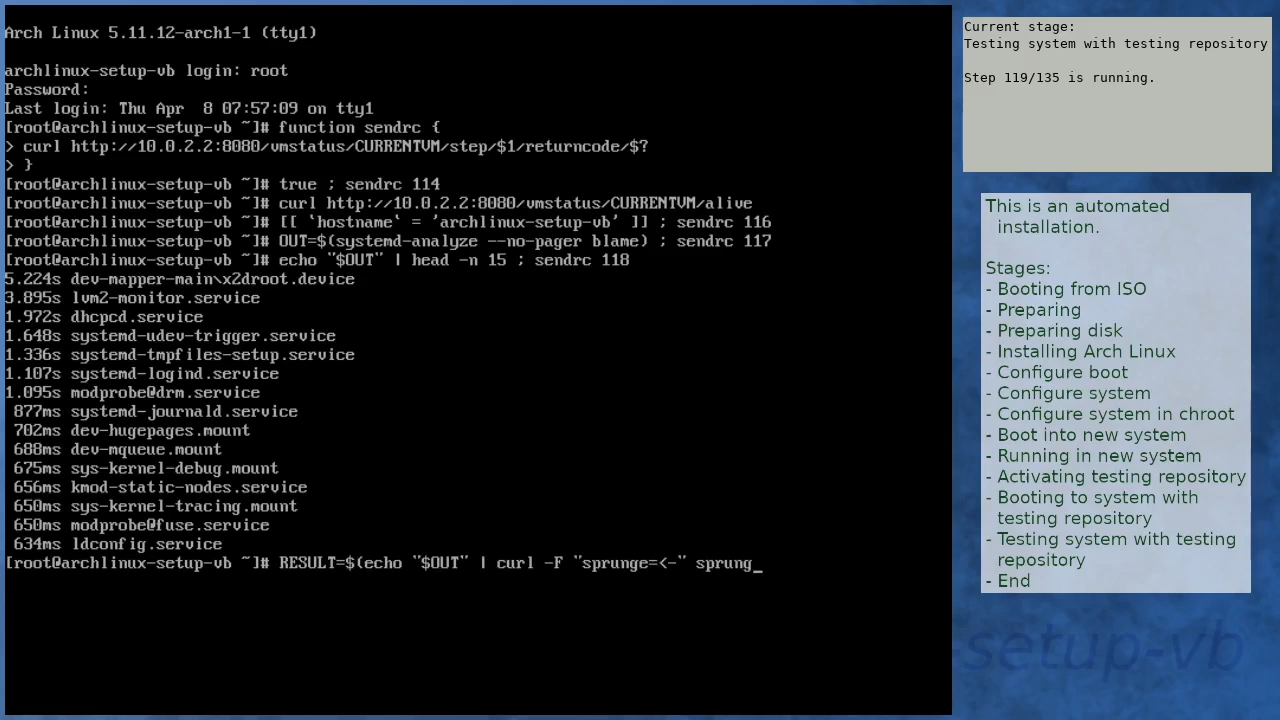 Arch Linux 5.11.12-arch1-1 (tty1)
archlinux-setup-vb login: root
Password:
Last login: Thu Apr  8 07:57:09 on tty1
[root@archlinux-setup-vb ~]# function sendrc {
> curl http://10.0.2.2:8080/vmstatus/CURRENTVM/step/$1/returncode/$?
> }
[root@archlinux-setup-vb ~]# true ; sendrc 114
[root@archlinux-setup-vb ~]# curl http://10.0.2.2:8080/vmstatus/CURRENTVM/alive
[root@archlinux-setup-vb ~]# [[ `hostname` = 'archlinux-setup-vb' ]] ; sendrc 116
[root@archlinux-setup-vb ~]# OUT=$(systemd-analyze --no-pager blame) ; sendrc 117
[root@archlinux-setup-vb ~]# echo "$OUT" | head -n 15 ; sendrc 118
5.224s dev-mapper-main\x2droot.device
3.895s lvm2-monitor.service
1.972s dhcpcd.service
1.648s systemd-udev-trigger.service
1.336s systemd-tmpfiles-setup.service
1.107s systemd-logind.service
1.095s modprobe@drm.service
 877ms systemd-journald.service
 702ms dev-hugepages.mount
 688ms dev-mqueue.mount
 675ms sys-kernel-debug.mount
 656ms kmod-static-nodes.service
 650ms sys-kernel-tracing.mount
 650ms modprobe@fuse.service
 634ms ldconfig.service
[root@archlinux-setup-vb ~]# RESULT=$(echo "$OUT" | curl -F "sprunge=<-" sprung_
Current stage:
Testing system with testing repository
Step 119/135 is running.
This is an automated
installation.
Stages:
- Booting from ISO
- Preparing
- Preparing disk
- Installing Arch Linux
- Configure boot
- Configure system
- Configure system in chroot
- Boot into new system
- Running in new system
- Activating testing repository
- Booting to system with
testing repository
- Testing system with testing
repository
- End
setup-vb